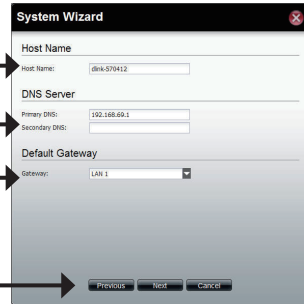 System Wizard
Host Name
Host Name: dlink-570412
DNS Server
Primary DNS: 192.168.69.1
Secondary DNS:
Default Gateway
Gateway: LAN 1
Previous Next Cancel